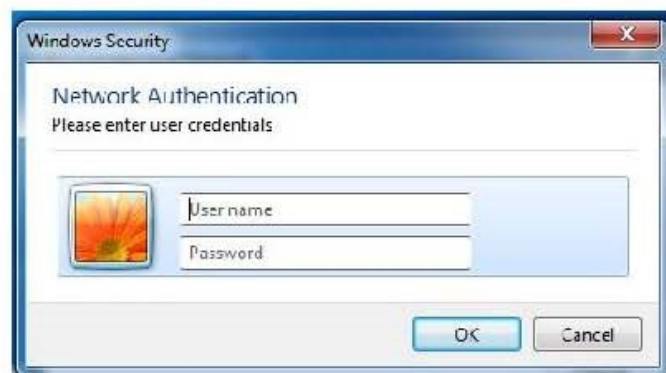 Windows Security
X
Network Authentication
Please enter user credentials
User name
Password
OK
Cancel